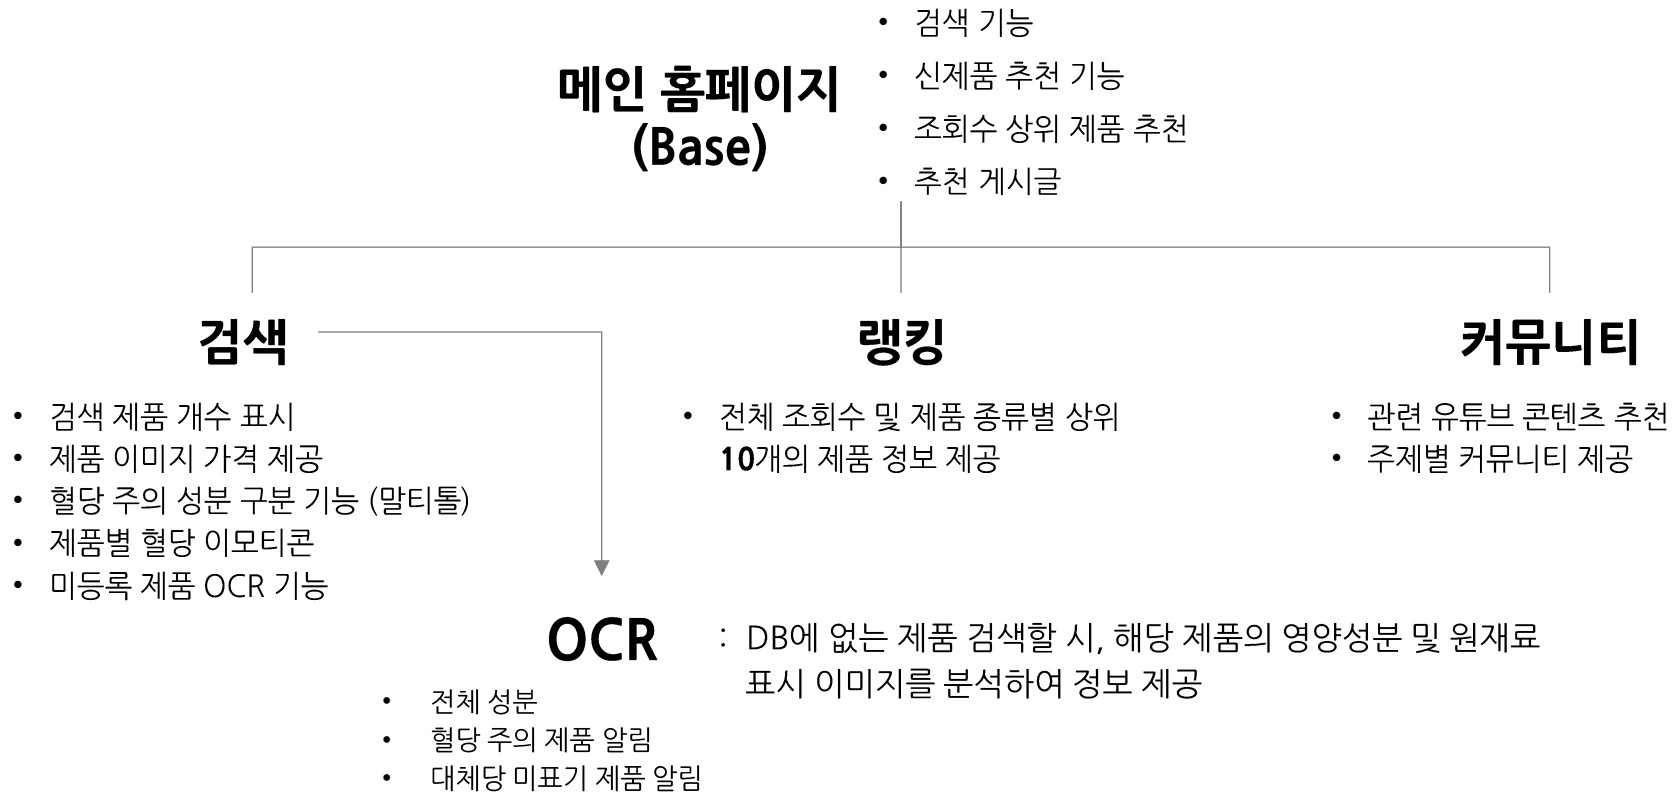 메인 홈페이지
(Base)
• 검색 기능
• 신제품 추천 기능
• 조회수 상위 제품 추천
• 추천 게시글
검색
• 검색 제품 개수 표시
• 제품 이미지 가격 제공
• 혈당 주의 성분 구분 기능 (말티톨)
• 제품별 혈당 이모티콘
• 미등록 제품 OCR 기능
랭킹
• 전체 조회수 및 제품 종류별 상위
10개의 제품 정보 제공
커뮤니티
• 관련 유튜브 콘텐츠 추천
• 주제별 커뮤니티 제공
OCR
: DB에 없는 제품 검색할 시, 해당 제품의 영양성분 및 원재료
표시 이미지를 분석하여 정보 제공
• 전체 성분
• 혈당 주의 제품 알림
• 대체당 미표기 제품 알림